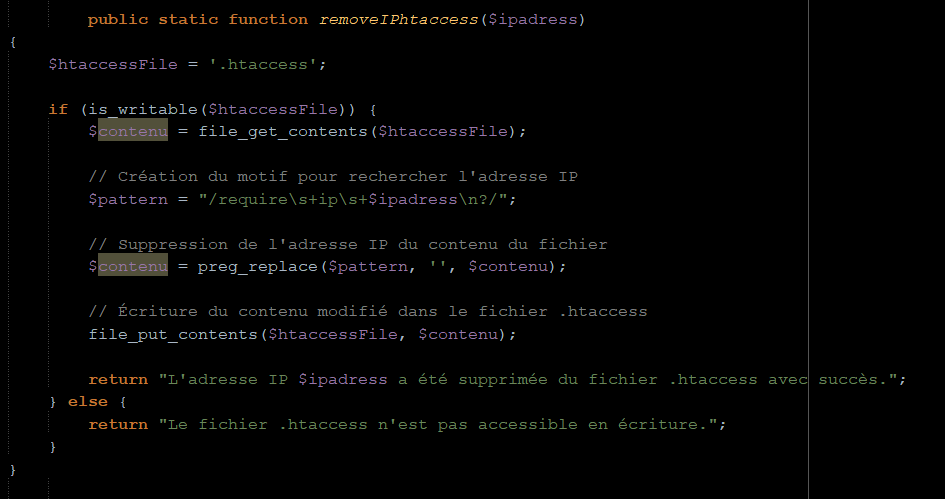 public static function removeIPhtaccess($ipadress)
{
$htaccessFile = '.htaccess';
if (is_writable($htaccessFile)) {
$contenu = file_get_contents($htaccessFile);
// Création du motif pour rechercher l'adresse IP
$pattern = "/require\s+ip\s+$ipadress\n?/";
// Suppression de l'adresse IP du contenu du fichier
$contenu = preg_replace($pattern, '', $contenu);
// Écriture du contenu modifié dans le fichier .htaccess
file_put_contents($htaccessFile, $contenu);
return "L'adresse IP $ipadress a été supprimée du fichier .htaccess avec succès.";
} else {
return "Le fichier .htaccess n'est pas accessible en écriture.";
}
}